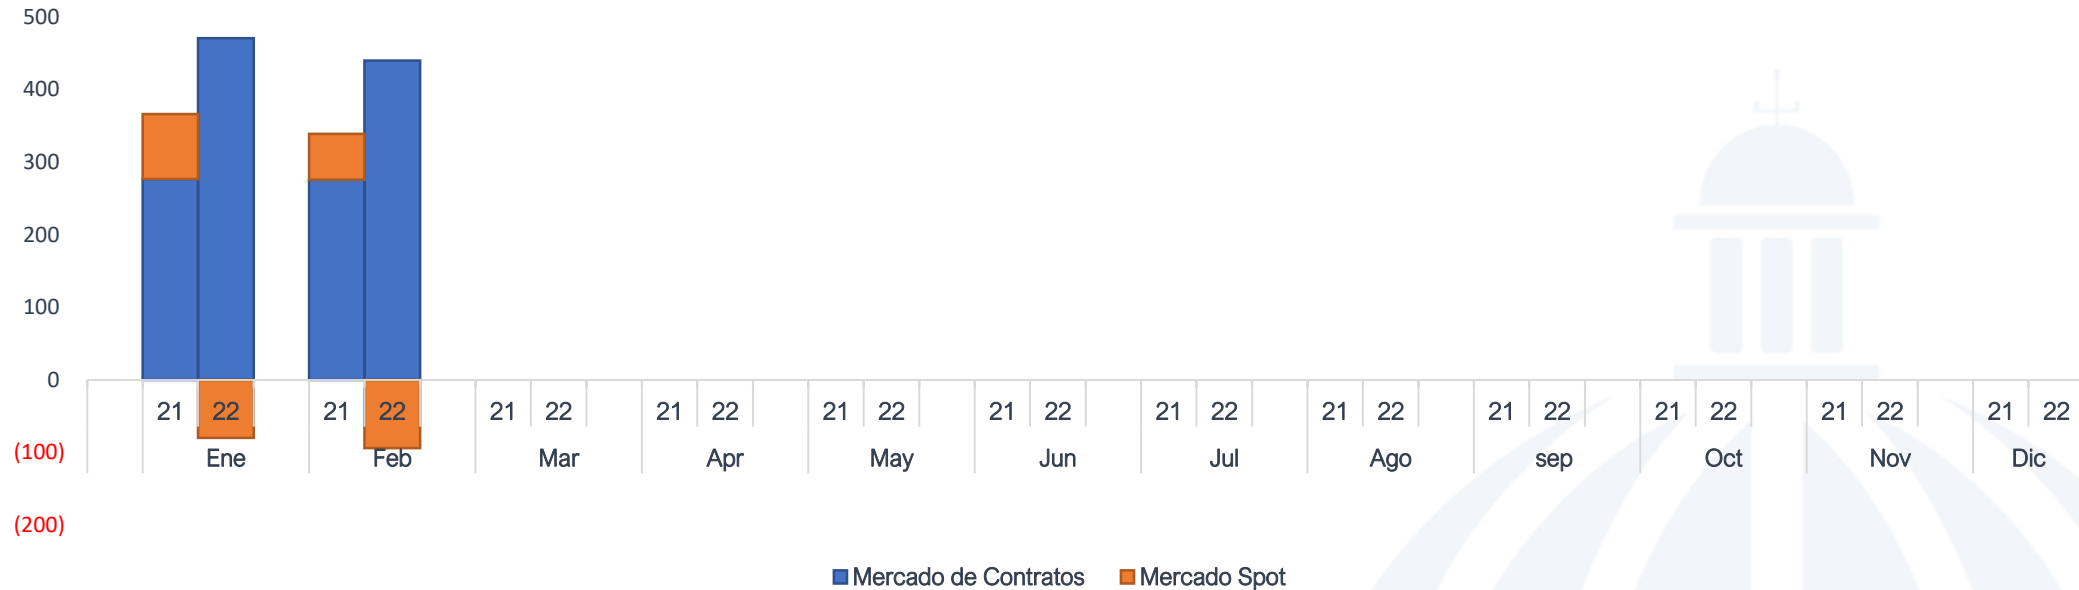 500
400
300
200
100
0
21 22 21 22 21 22 21 22 21 22 21 22 21 22 21 22 21 22 21 22 21 22 21 22
(100)
Ene Feb Mar Apr May Jun Jul Ago sep Oct Nov Dic
(200)
Mercado de Contratos Mercado Spot